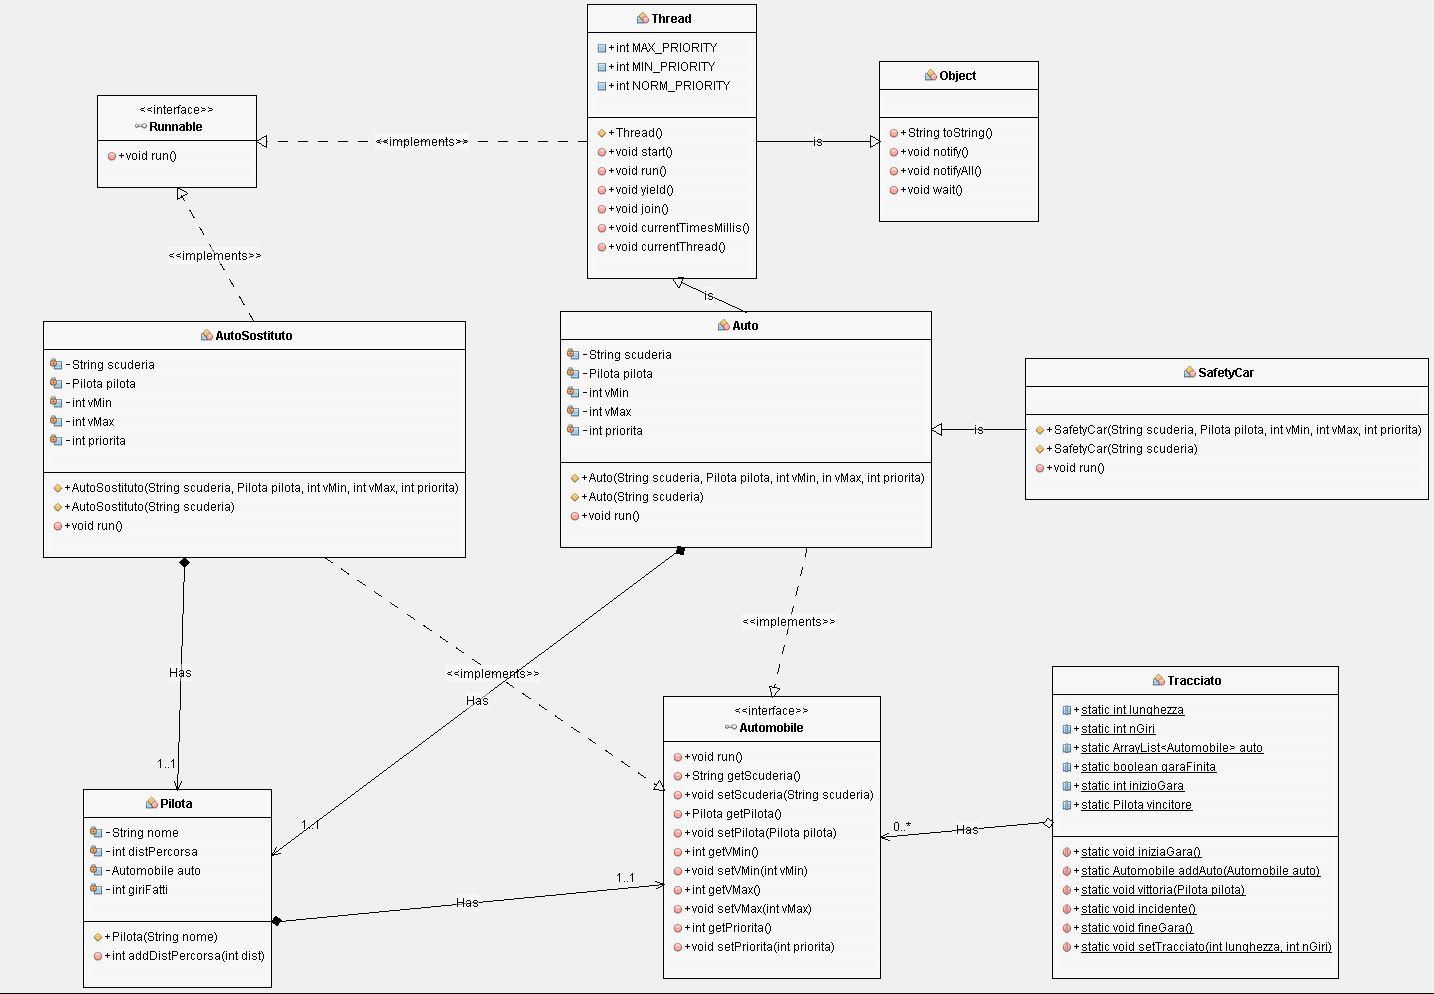 Thread
+int MAX_PRIORITY
+int MIN_PRIORITY
+int NORM_PRIORITY
+Thread()
+void start()
+void run()
+void yield()
+void join()
+void currentTimesMillis()
+void currentThread()
Object
+String toString()
+void notify()
+void notifyAll()
+void wait()
<<interface>>
Runnable
+void run()
<<implements>>
is
<<implements>>
is
AutoSostituto
-String scuderia
-Pilota pilota
-int vMin
-int vMax
-int priorita
+AutoSostituto(String scuderia, Pilota pilota, int vMin, int vMax, int priorita)
+AutoSostituto(String scuderia)
+void run()
Auto
-String scuderia
-Pilota pilota
-int vMin
-int vMax
-int priorita
+Auto(String scuderia, Pilota pilota, int vMin, in vMax, int priorita)
+Auto(String scuderia)
+void run()
is
SafetyCar
+SafetyCar(String scuderia, Pilota pilota, int vMin, int vMax, int priorita)
+SafetyCar(String scuderia)
+void run()
<<implements>>
Has
<<implements>>
Has
1..1
1..1
Pilota
-String nome
-int distPercorsa
-Automobile auto
-int giriFatti
+Pilota(String nome)
+int addDistPercorsa(int dist)
Has
1..1
<<interface>>
Automobile
+void run()
+String getScuderia()
+void setScuderia(String scuderia)
+Pilota getPilota()
+void setPilota(Pilota pilota)
+int getVMin()
+void setVMin(int vMin)
+int getVMax()
+void setVMax(int vMax)
+int getPriorita()
+void setPriorita(int priorita)
0..*
Has
Tracciato
+static int lunghezza
+static int nGiri
+static ArrayList<Automobile> auto
+static boolean garaFinita
+static int inizioGara
+static Pilota vincitore
+static void iniziaGara()
+static Automobile addAuto(Automobile auto)
+static void vittoria(Pilota pilota)
+static void incidente()
+static void fineGara()
+static void setTracciato(int lunghezza, int nGiri)